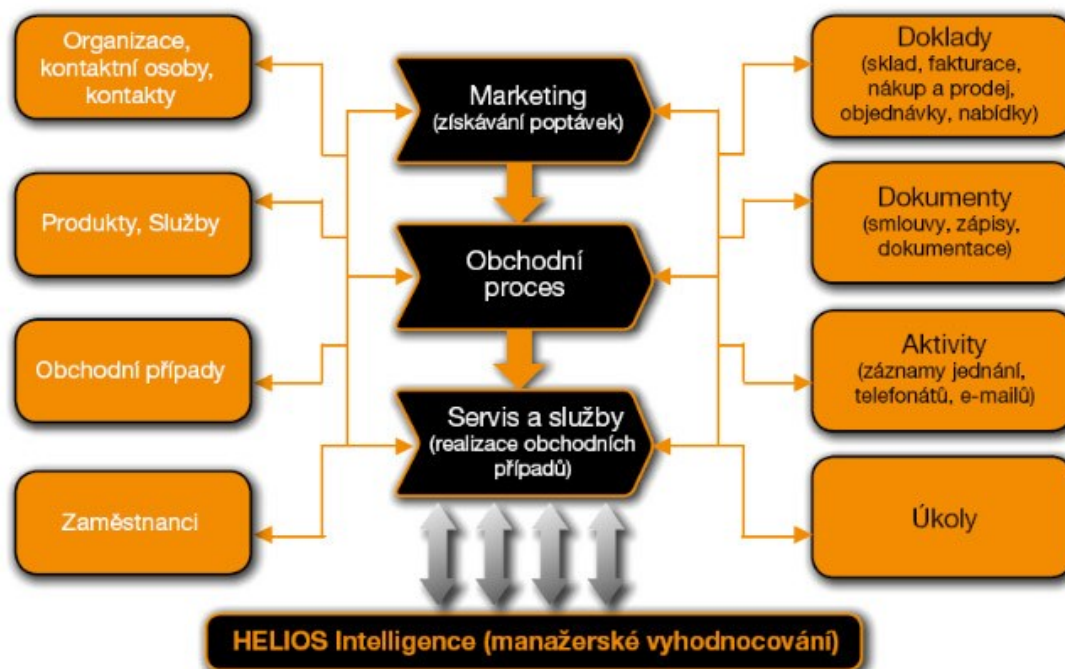 Organizace,
kontaktní osoby,
kontakty
Produkty, Služby
Obchodní případy
Zaměstnanci
Marketing
(získávání poptávek)
Obchodní
proces
Servis a služby
(realizace obchodních
případů)
Doklady
(sklad, fakturace,
nákup a prodej,
objednávky, nabídky)
Dokumenty
(smlouvy, zápisy,
dokumentace)
Aktivity
(záznamy jednání,
telefonátů, e-mailů)
Úkoly
HELIOS Intelligence (manažerské vyhodnocování)